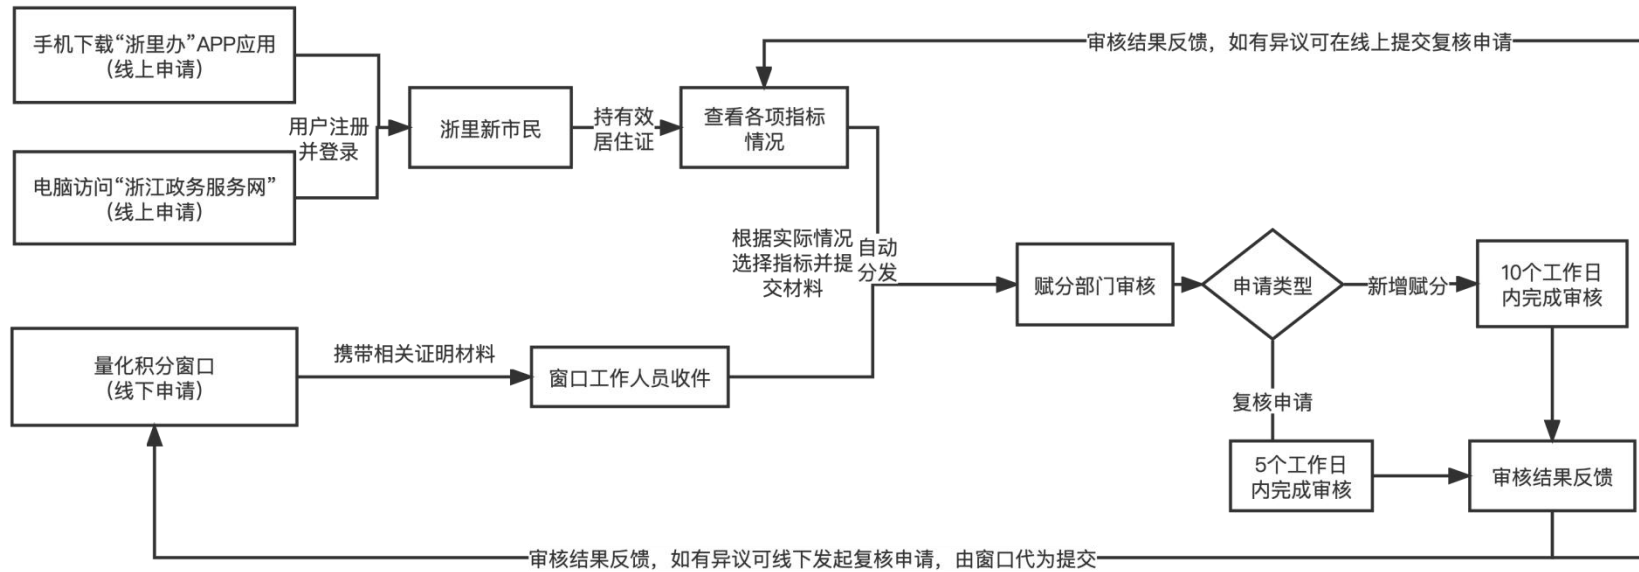 手机下载“浙里办”APP应用
（线上申请）
电脑访问“浙江政务服务网”
（线上申请）
用户注册
并登录
浙里新市民
持有效
居住证
查看各项指标
情况
审核结果反馈，如有异议可在线上提交复核申请
根据实际情况
选择指标并提
交材料
自动
分发
量化积分窗口
（线下申请）
携带相关证明材料
窗口工作人员收件
赋分部门审核
申请类型
新增赋分
10个工作日
内完成审核
复核申请
5个工作日
内完成审核
审核结果反馈
审核结果反馈，如有异议可线下发起复核申请，由窗口代为提交